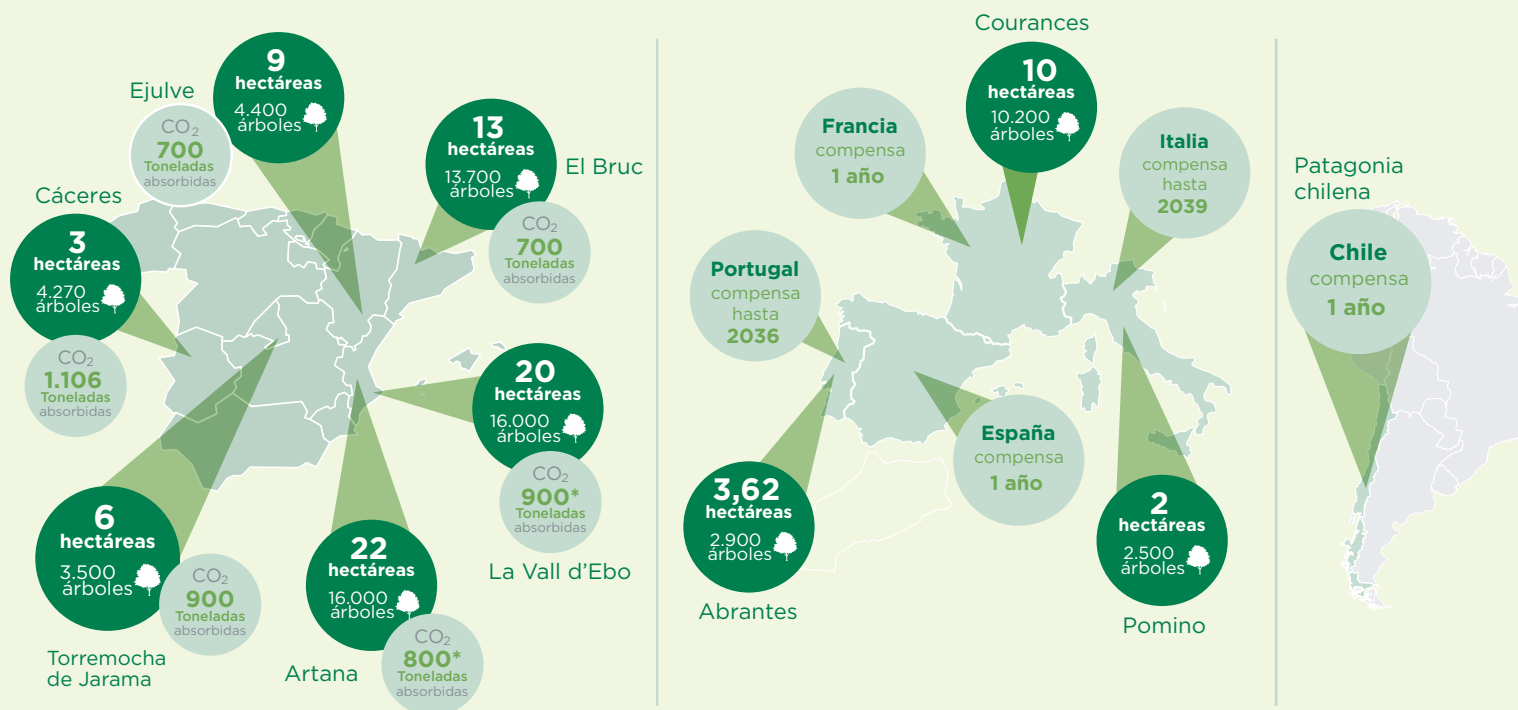 Ejulve
9
hectáreas
4.400
árboles
CO₂
700
Toneladas
absorbidas
13
hectáreas
13.700
árboles
El Bruc
CO₂
700
Toneladas
absorbidas
Cáceres
3
hectáreas
4.270
árboles
CO₂
1.106
Toneladas
absorbidas
20
hectáreas
16.000
árboles
CO₂
900*
Toneladas
absorbidas
La Vall d’Ebo
6
hectáreas
3.500
árboles
CO₂
900
Toneladas
absorbidas
Torremocha
de Jarama
22
hectáreas
16.000
árboles
Artana
CO₂
800*
Toneladas
absorbidas
Courances
10
hectáreas
10.200
árboles
Francia
compensa
1 año
Italia
compensa
hasta
2039
Portugal
compensa
hasta
2036
España
compensa
1 año
3,62
hectáreas
2.900
árboles
Abrantes
2
hectáreas
2.500
árboles
Pomino
Patagonia
chilena
Chile
compensa
1 año